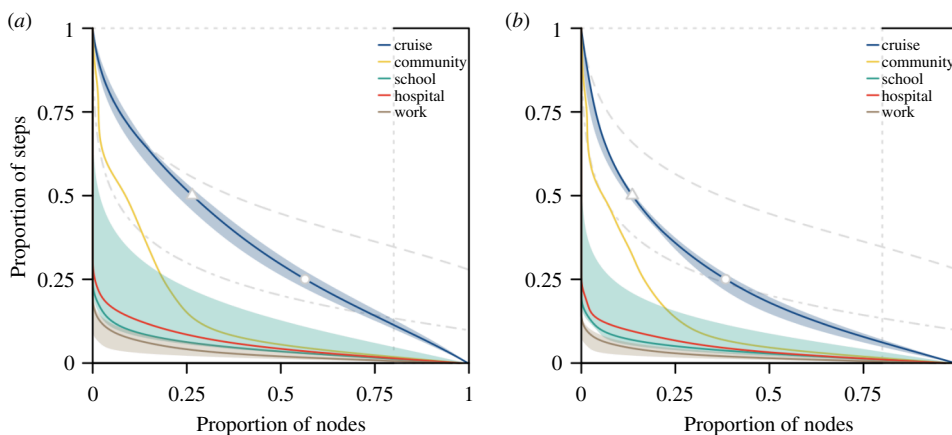 (a)
1
0.75
0.5
0.25
0
Proportion of steps
cruise
community
school
hospital
work
0 0.25 0.5 0.75 1
Proportion of nodes
(b)
1
0.75
0.5
0.25
0
cruise
community
school
hospital
work
0 0.25 0.5 0.75
Proportion of nodes